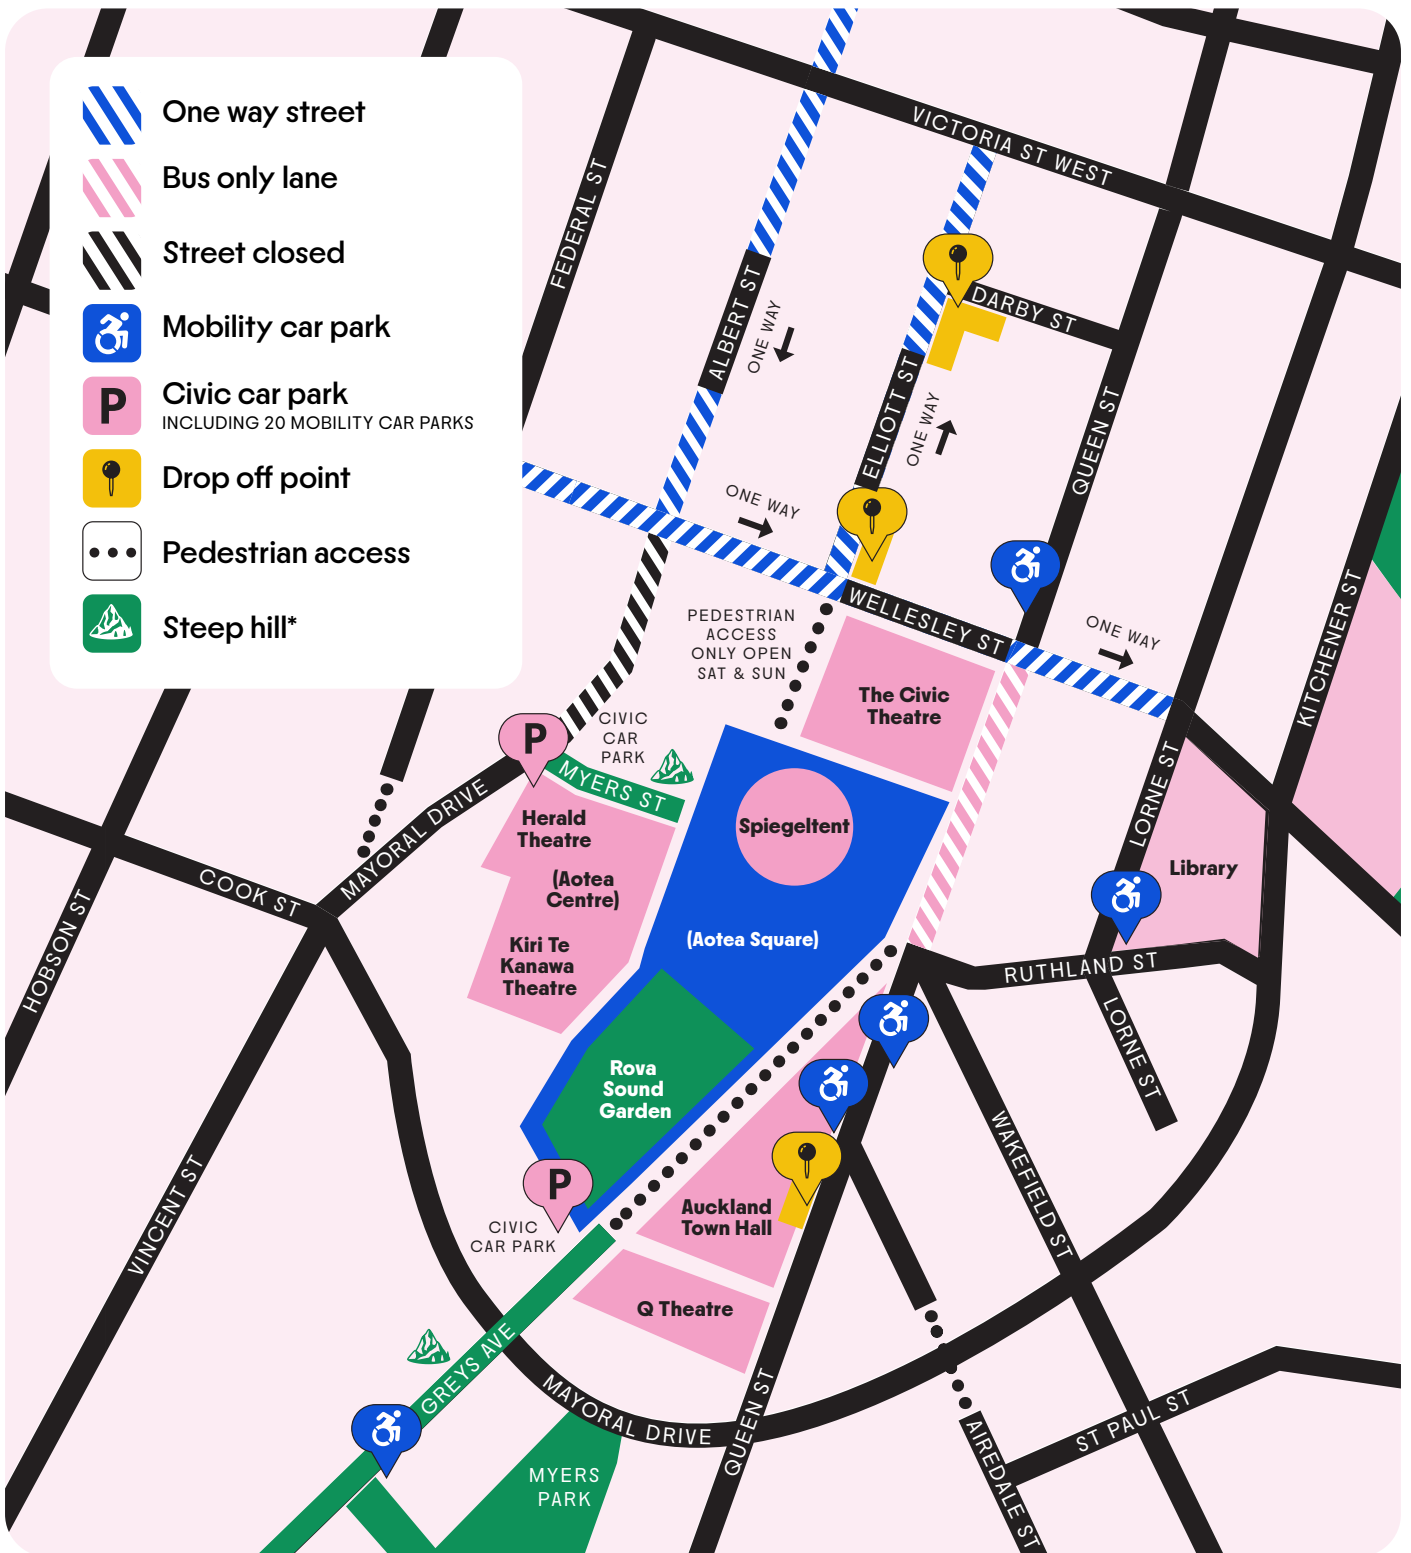 One way street
Bus only lane
Street closed
Mobility car park
P
Civic car park
INCLUDING 20 MOBILITY CAR PARKS
Drop off point
Pedestrian access
Steep hill*
VICTORIA ST WEST
FEDERAL ST
ALBERT ST
ONE WAY
DARBY ST
ELLIOTT ST
ONE WAY
QUEEN ST
ONE WAY
WELLESLEY ST
ONE WAY
KITCHENER ST
PEDESTRIAN
ACCESS
ONLY OPEN
SAT & SUN
The Civic
Theatre
P
CIVIC
CAR
PARK
MYERS ST
MAYORAL DRIVE
LORNE ST
Herald
Theatre
Spiegeltent
Library
(Aotea
Centre)
COOK ST
HOBSON ST
Kiri Te
Kanawa
Theatre
(Aotea Square)
RUTHLAND ST
LORNE ST
Rova
Sound
Garden
WAKEFIELD ST
P
VINCENT ST
CIVIC
CAR PARK
Auckland
Town Hall
Q Theatre
GREYS AVE
MAYORAL DRIVE
QUEEN ST
ST PAUL ST
AIREDALE ST
MYERS
PARK